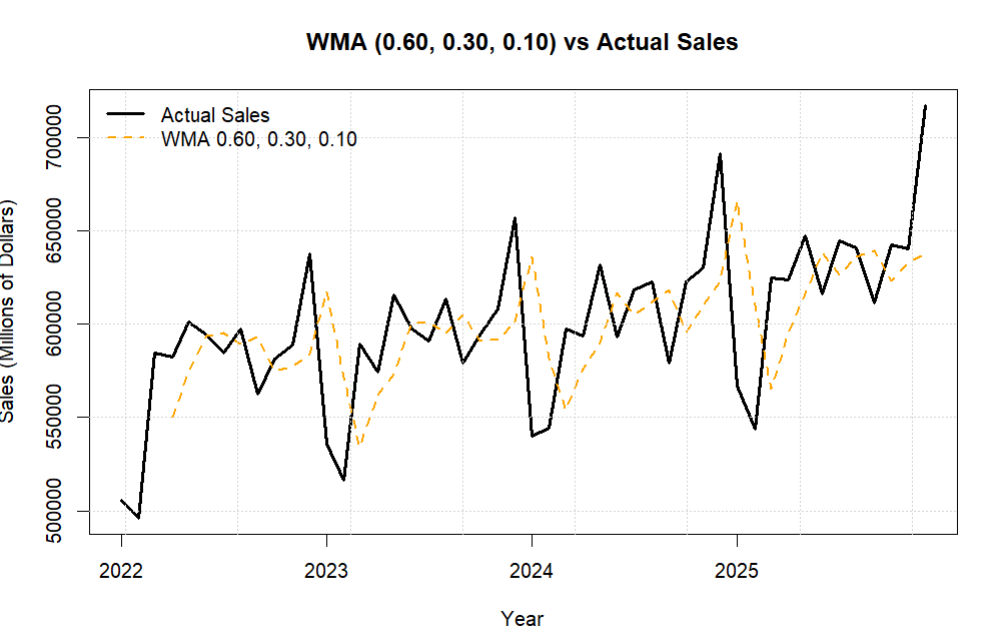 WMA (0.60, 0.30, 0.10) vs Actual Sales
Actual Sales
WMA 0.60, 0.30, 0.10
Sales (Millions of Dollars)
700000
650000
600000
550000
500000
2022
2023
2024
2025
Year